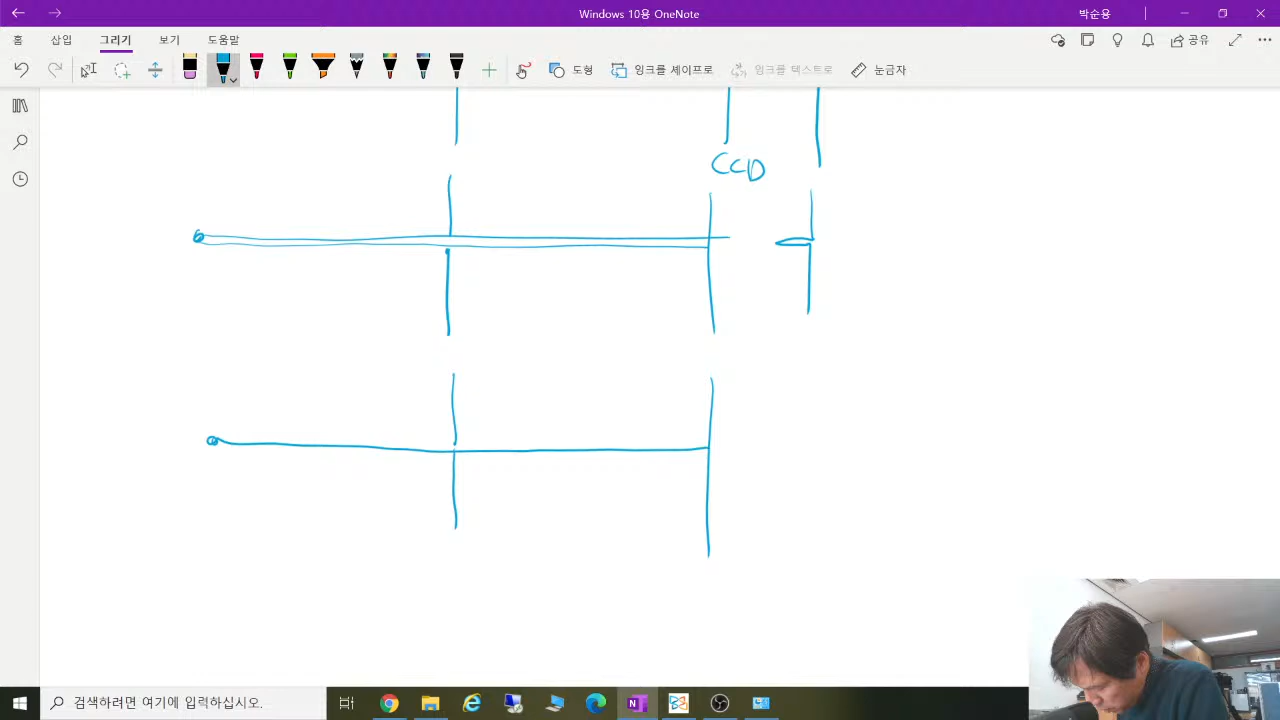 Windows 10용 OneNote
박순용
홈 삽입 그리기 보기 도움말
공유
도형 잉크를 셰이프로 잉크를 텍스트로 눈금자
CCD
검색하려면 여기에 입력하십시오.